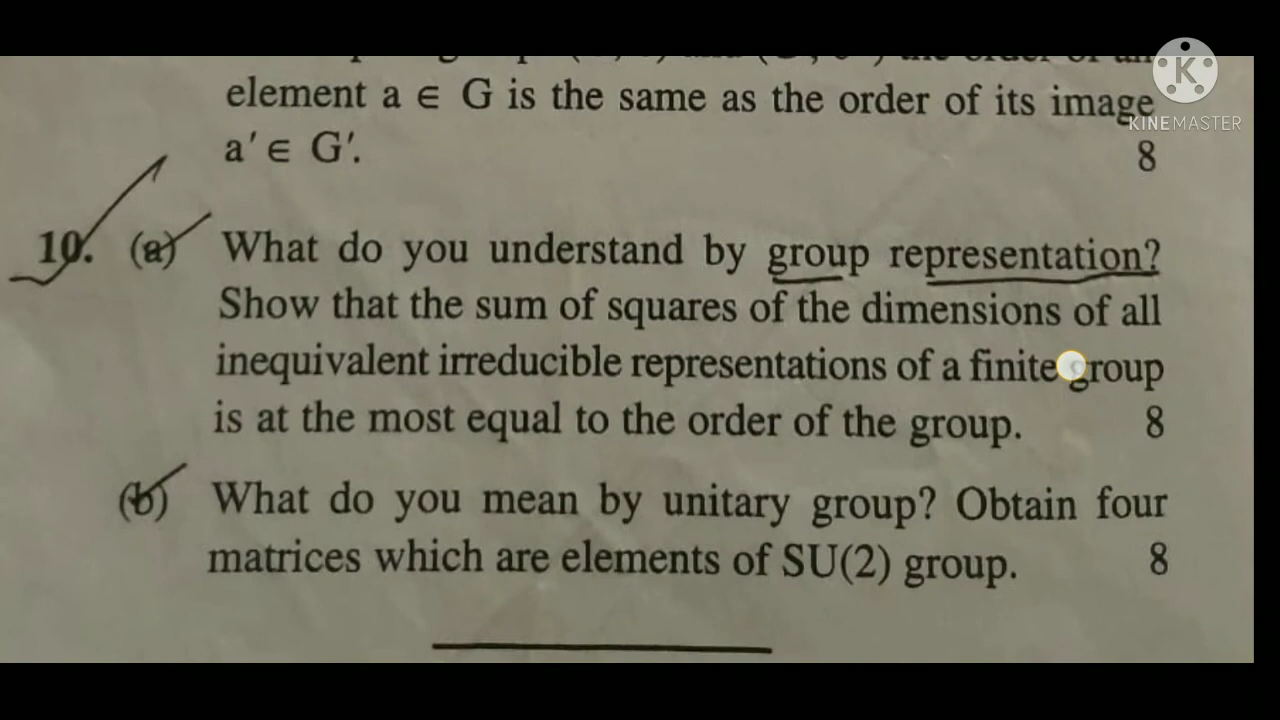 element a ∈ G is the same as the order of its image
a′ ∈ G′. 8
10. (a) What do you understand by group representation?
Show that the sum of squares of the dimensions of all
inequivalent irreducible representations of a finite group
is at the most equal to the order of the group. 8
(b) What do you mean by unitary group? Obtain four
matrices which are elements of SU(2) group. 8
K
KINEMASTER